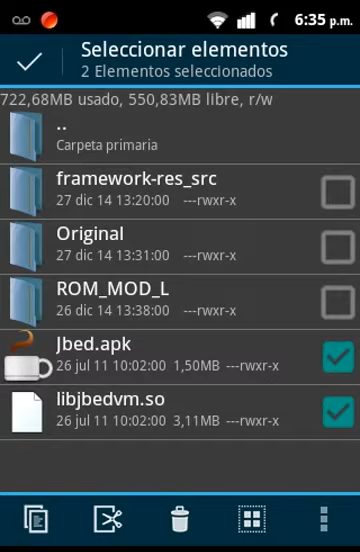 6:35 p.m.
Seleccionar elementos
2 Elementos seleccionados
722,68MB usado, 550,83MB libre, r/w
..
Carpeta primaria
framework-res_src
27 dic 14 13:20:00 ---rwxr-x
Original
27 dic 14 13:31:00 ---rwxr-x
ROM_MOD_L
26 dic 14 13:38:00 ---rwxr-x
Jbed.apk
26 jul 11 10:02:00 1,50MB ---rwxr-x
libjbedvm.so
26 jul 11 10:02:00 3,11MB ---rwxr-x